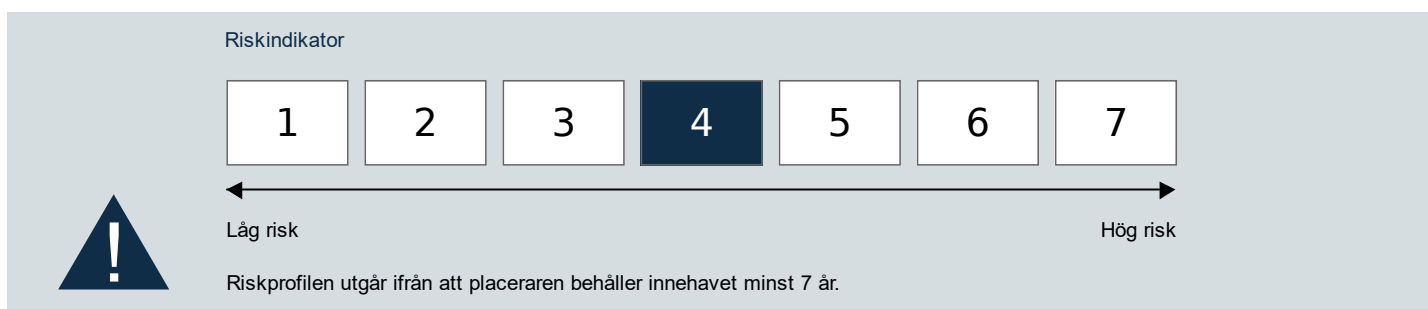 Riskindikator
1 2 3 4 5 6 7
Låg risk Hög risk
!
Riskprofilen utgår ifrån att placeraren behåller innehavet minst 7 år.